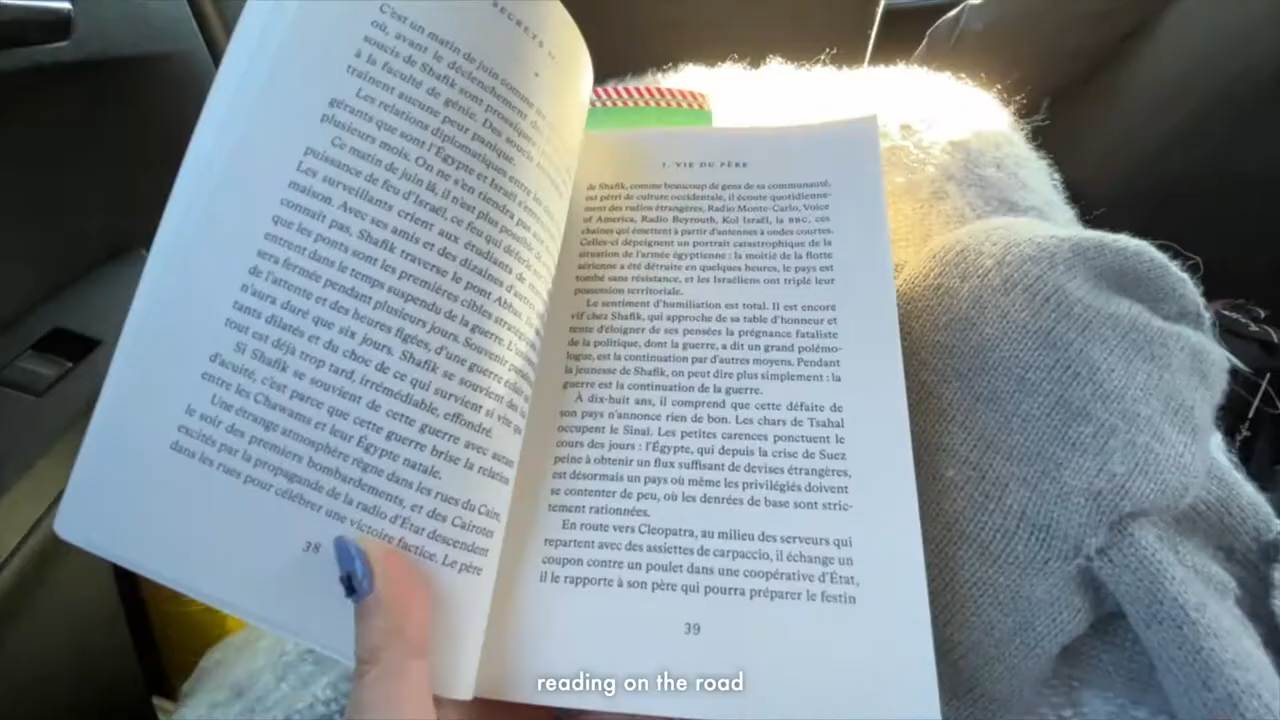 SECRETS
C'est un matin de juin comme
où, avant le déclenchement
soucis de Shafik sont prosaïques
à la faculté de génie. Des soucis
traînent aucune peur panique.
Les relations diplomatiques entre les deux
gérants que sont l'Égypte et Israël s'enveniment
plusieurs mois. On ne s'en tiendra pas aux
Ce matin de juin là, il n'est plus possible de
puissance de feu d'Israël, ce feu qui
Les surveillants crient aux étudiants de
maison. Avec ses amis et des dizaines d'autres
connaît pas, Shafik traverse le pont Abbas.
que les ponts sont les premières cibles
entrent dans le temps suspendu de la guerre.
sera fermée pendant plusieurs jours. Souvenir
de l'attente et des heures figées, d'une guerre éclair
n'aura duré que six jours. Shafik se souvient des
tants dilatés et du choc de ce qui survient si vite que
tout est déjà trop tard, irrémédiable, effondré.
Si Shafik se souvient de cette guerre avec autant
d'acuité, c'est parce que cette guerre brise la relation
entre les Chawams et leur Égypte natale.
Une étrange atmosphère règne dans les rues du Caire,
le soir des premiers bombardements, et des Cairotes
excités par la propagande de la radio d'État descendent
dans les rues pour célébrer une victoire factice. Le père
38
I. VIE DU PÈRE
de Shafik, comme beaucoup de gens de sa communauté,
est pétri de culture occidentale, il écoute quotidienne-
ment des radios étrangères, Radio Monte-Carlo, Voice
of America, Radio Beyrouth, Kol Israël, la BBC, ces
chaînes qui émettent à partir d'antennes à ondes courtes.
Celles-ci dépeignent un portrait catastrophique de la
situation de l'armée égyptienne : la moitié de la flotte
aérienne a été détruite en quelques heures, le pays est
tombé sans résistance, et les Israéliens ont triplé leur
possession territoriale.
Le sentiment d'humiliation est total. Il est encore
vif chez Shafik, qui approche de sa table d'honneur et
tente d'éloigner de ses pensées la prégnance fataliste
de la politique, dont la guerre, a dit un grand polémo-
logue, est la continuation par d'autres moyens. Pendant
la jeunesse de Shafik, on peut dire plus simplement : la
guerre est la continuation de la guerre.
À dix-huit ans, il comprend que cette défaite de
son pays n'annonce rien de bon. Les chars de Tsahal
occupent le Sinaï. Les petites carences ponctuent le
cours des jours : l'Égypte, qui depuis la crise de Suez
peine à obtenir un flux suffisant de devises étrangères,
est désormais un pays où même les privilégiés doivent
se contenter de peu, où les denrées de base sont stric-
tement rationnées.
En route vers Cleopatra, au milieu des serveurs qui
repartent avec des assiettes de carpaccio, il échange un
coupon contre un poulet dans une coopérative d'État,
il le rapporte à son père qui pourra préparer le festin
39
reading on the road